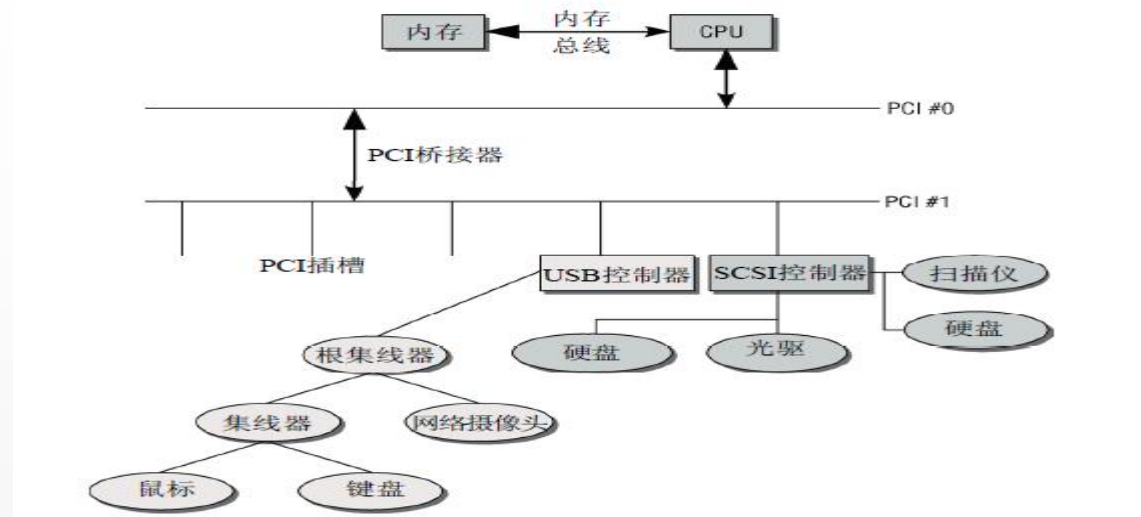 内存
内存
总线
CPU
PCI #0
PCI桥接器
PCI #1
PCI插槽
USB控制器
SCSI控制器
扫描仪
硬盘
根集线器
硬盘
光驱
集线器
网络摄像头
鼠标
键盘